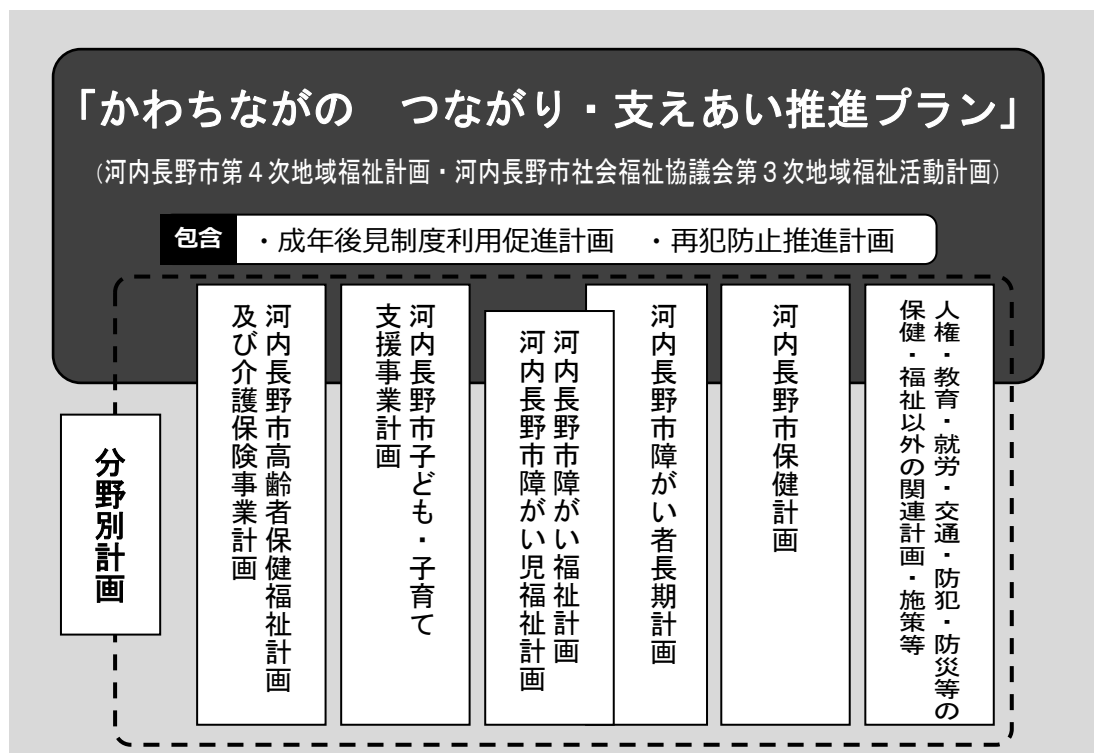 「かわちながの　つながり・支えあい推進プラン」
(河内長野市第４次地域福祉計画・河内長野市社会福祉協議会第３次地域福祉活動計画)
包含
・成年後見制度利用促進計画　・再犯防止推進計画
分野別計画
河内長野市高齢者保健福祉計画
及び介護保険事業計画
河内長野市子ども・子育て
支援事業計画
河内長野市障がい福祉計画
河内長野市障がい児福祉計画
河内長野市障がい者長期計画
河内長野市保健計画
人権・教育・就労・交通・防犯・防災等の
保健・福祉以外の関連計画・施策等